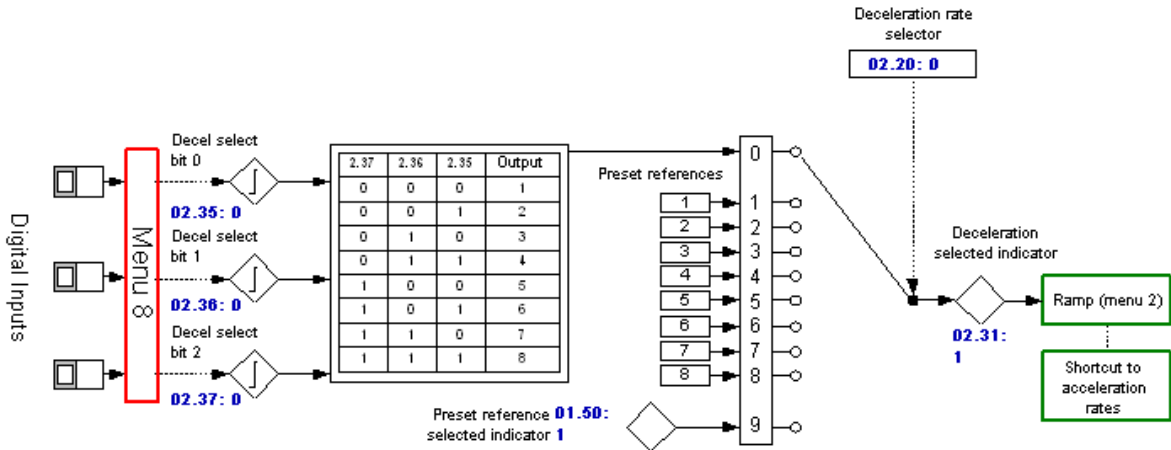 Deceleration rate
selector
02.20: 0
Digital Inputs
Menu 8
Decel select
bit 0
02.35: 0
Decel select
bit 1
02.36: 0
Decel select
bit 2
02.37: 0
2.37 2.36 2.35 Output
0 0 0 1
0 0 1 2
0 1 0 3
0 1 1 4
1 0 0 5
1 0 1 6
1 1 0 7
1 1 1 8
Preset references
1
2
3
4
5
6
7
8
Preset reference 01.50:
selected indicator 1
0
1
2
3
4
5
6
7
8
9
Deceleration
selected indicator
02.31:
1
Ramp (menu 2)
Shortcut to
acceleration
rates